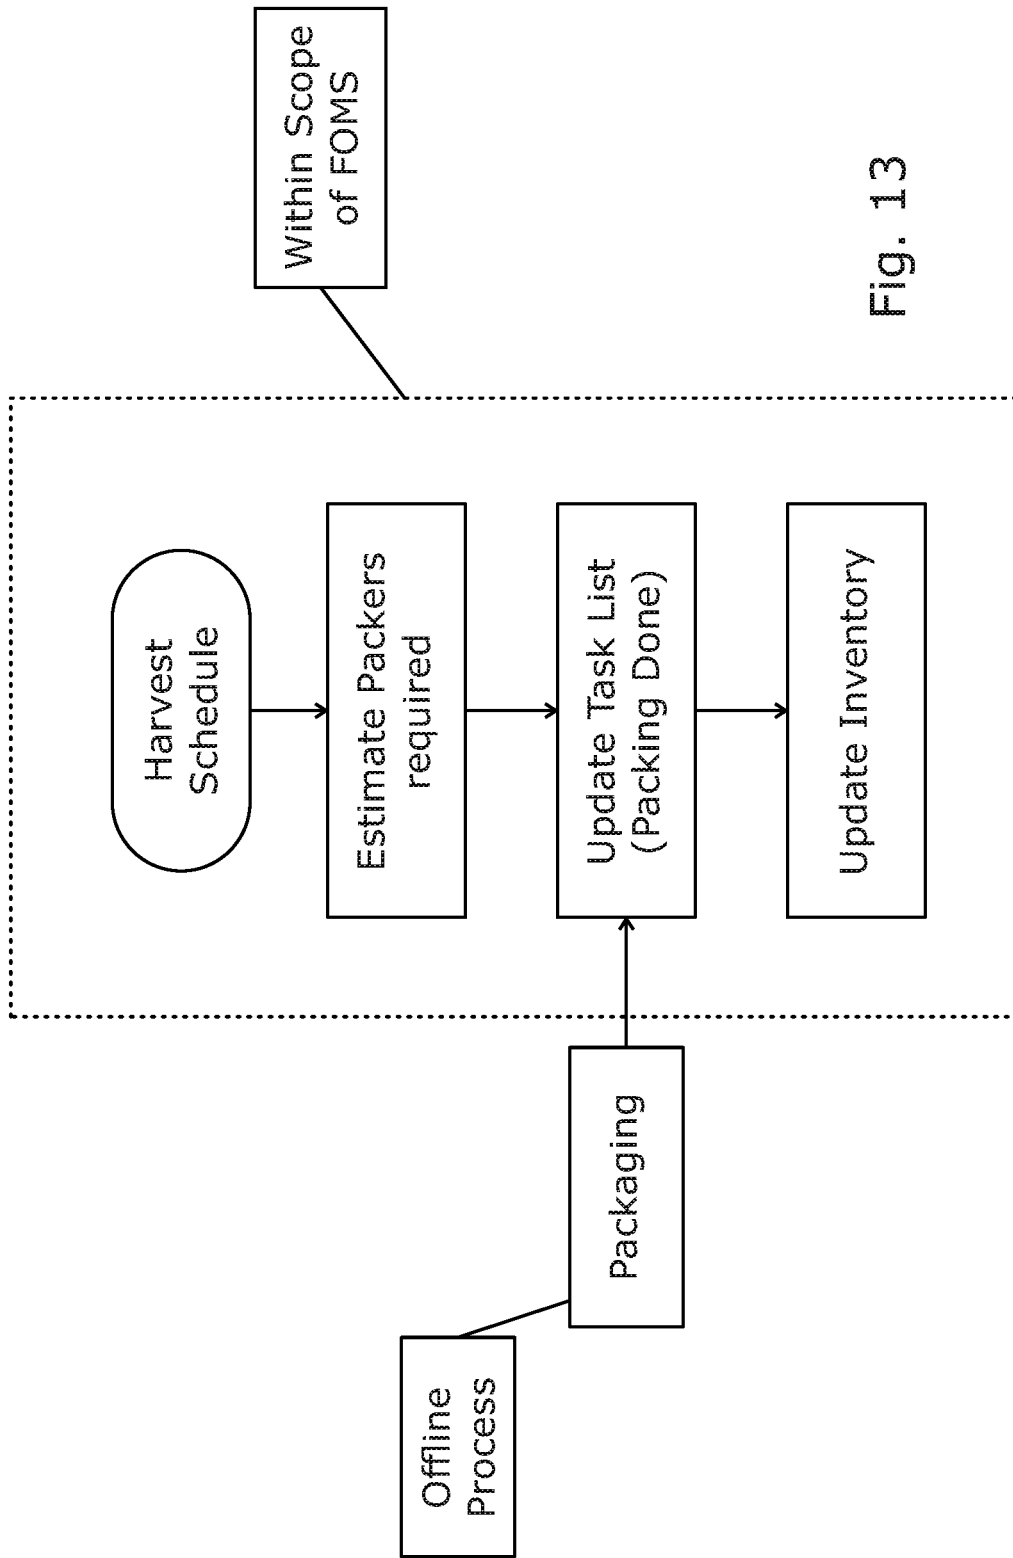 Harvest
Schedule
Estimate Packers
required
Update Task List
(Packing Done)
Update Inventory
Packaging
Offline
Process
Within Scope
of FOMS
Fig. 13